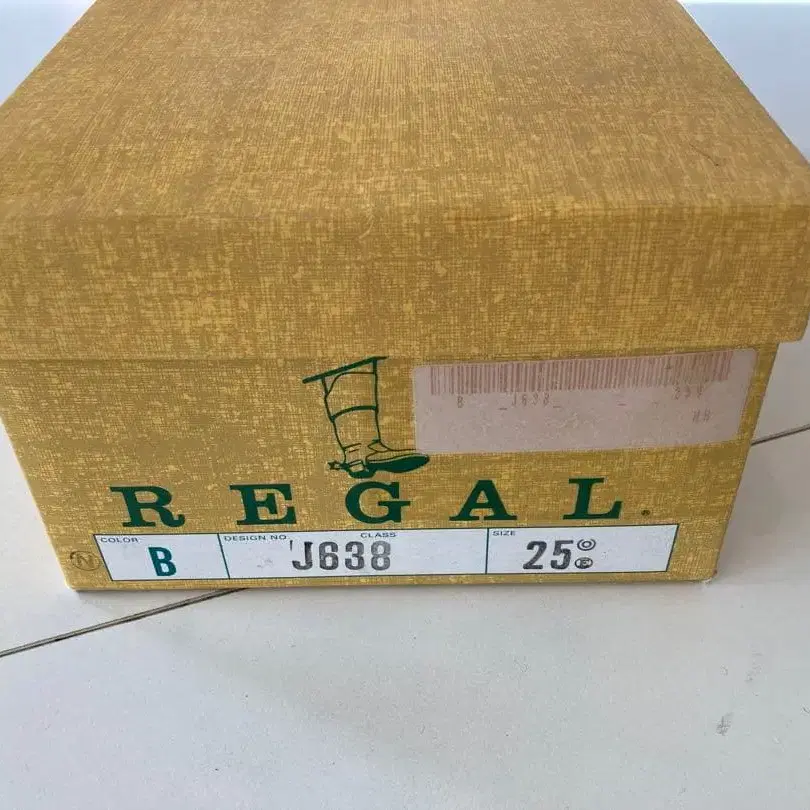 B J638
REGAL
COLOR DESIGN NO. CLASS SIZE
B J638 25
N E